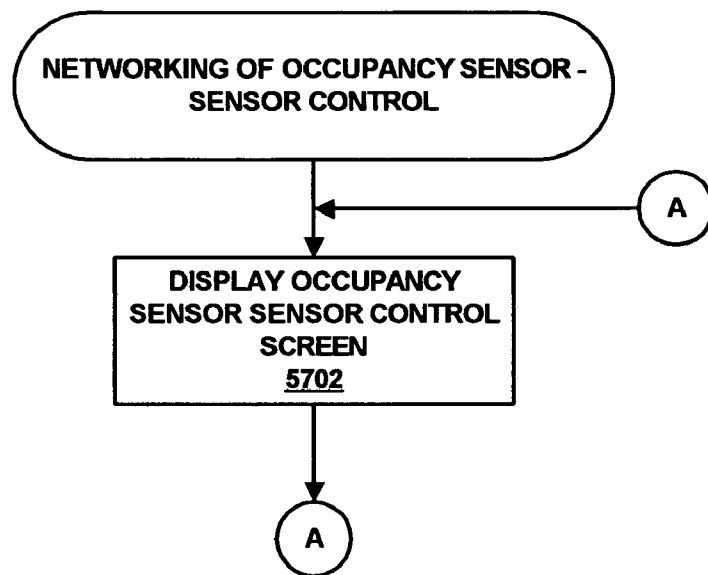 NETWORKING OF OCCUPANCY SENSOR -
SENSOR CONTROL
A
DISPLAY OCCUPANCY
SENSOR SENSOR CONTROL
SCREEN
5702
A